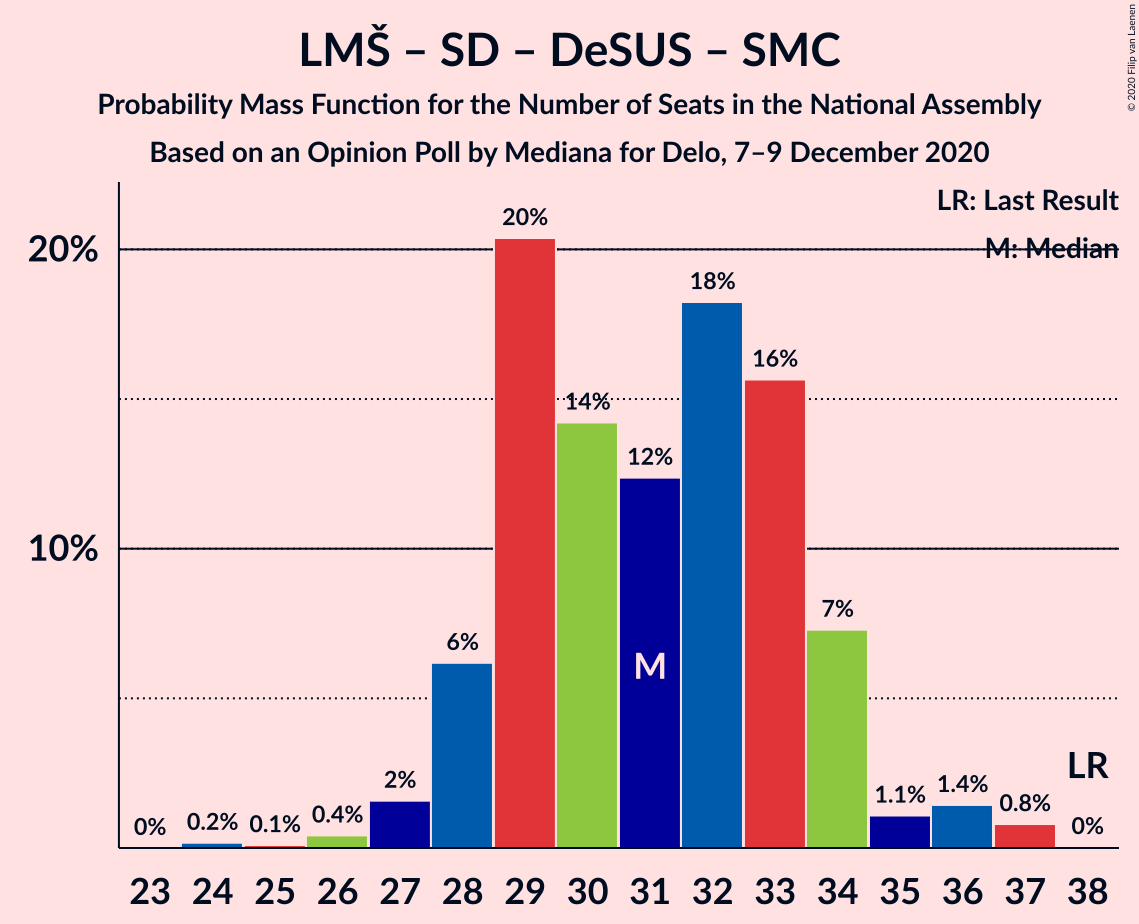 LMŠ – SD – DeSUS – SMC
Probability Mass Function for the Number of Seats in the National Assembly
Based on an Opinion Poll by Mediana for Delo, 7–9 December 2020
© 2020 Filip van Laenen
LR: Last Result
M: Median
20%
10%
0%
0.2%
0.1%
0.4%
2%
6%
20%
14%
12%
18%
16%
7%
1.1%
1.4%
0.8%
0%
M
LR
23 24 25 26 27 28 29 30 31 32 33 34 35 36 37 38